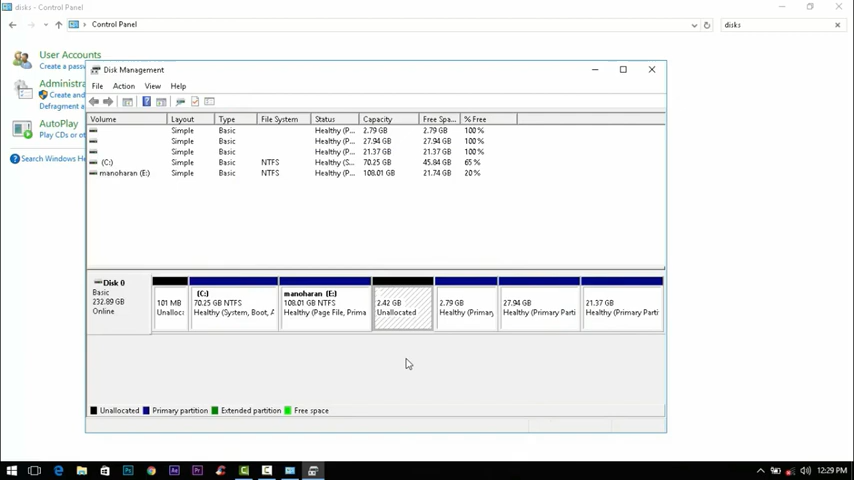 disks - Control Panel
Control Panel
disks
User Accounts
Create a pass
Administra
Create and
Defragment a
AutoPlay
Play CDs or ot
Search Windows He
Disk Management
File Action View Help
Volume Layout Type File System Status Capacity Free Spa... % Free
Simple Basic Healthy (P... 2.79 GB 2.79 GB 100 %
Simple Basic Healthy (P... 27.94 GB 27.94 GB 100 %
Simple Basic Healthy (P... 21.37 GB 21.37 GB 100 %
(C:) Simple Basic NTFS Healthy (S... 70.25 GB 45.84 GB 65 %
manoharan (E:) Simple Basic NTFS Healthy (P... 108.01 GB 21.74 GB 20 %
Disk 0
Basic
232.89 GB
Online
101 MB
Unalloc
(C:)
70.25 GB NTFS
Healthy (System, Boot, A
manoharan (E:)
108.01 GB NTFS
Healthy (Page File, Prima
2.42 GB
Unallocated
2.79 GB
Healthy (Primary
27.94 GB
Healthy (Primary Parti
21.37 GB
Healthy (Primary Parti
Unallocated Primary partition Extended partition Free space
12:29 PM